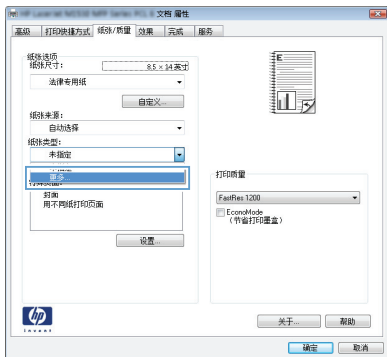 文档 属性
高级 打印快捷方式 纸张/质量 效果 完成 服务
纸张选项
纸张尺寸： 8.5 × 14 英寸
法律专用纸
自定义...
纸张来源：
自动选择
纸张类型：
未指定
更多...
封面
用不同纸打印页面
设置...
打印质量
FastRes 1200
EconoMode
（节省打印墨盒）
hp
invent
关于... 帮助
确定 取消